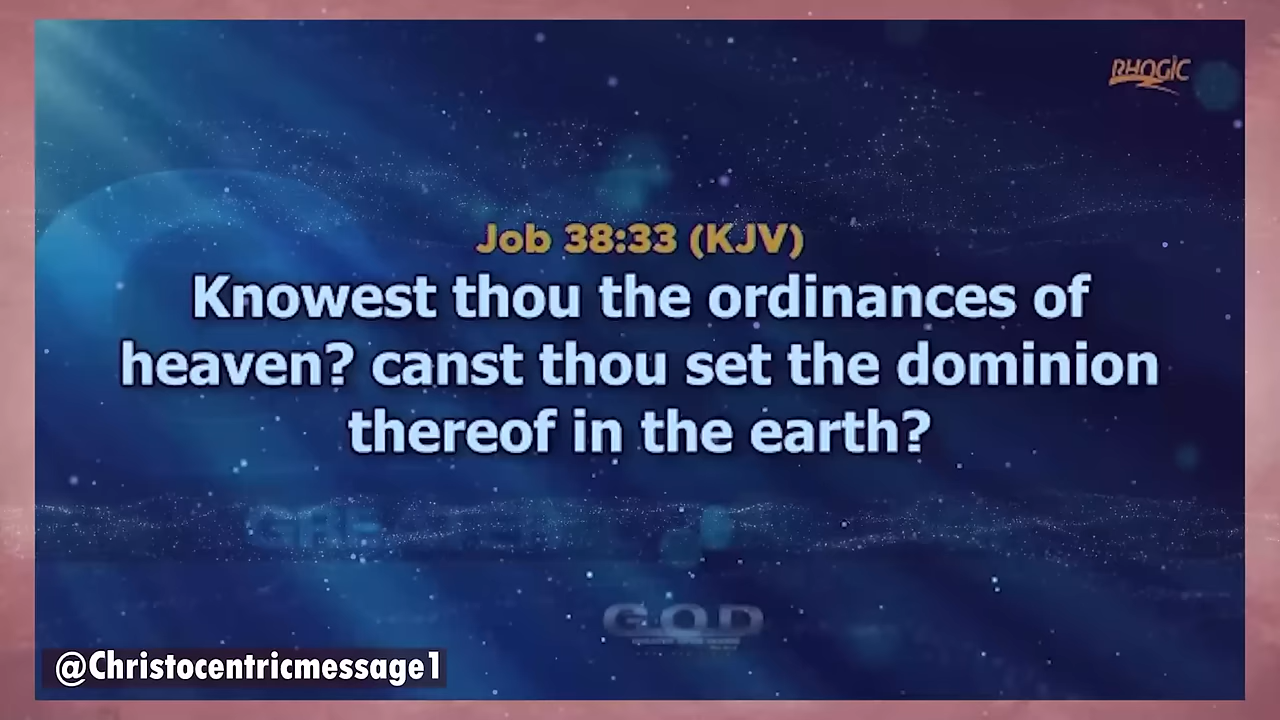 RHOGIC
Job 38:33 (KJV)
Knowest thou the ordinances of
heaven? canst thou set the dominion
thereof in the earth?
G.O.D
@Christocentricmessage1